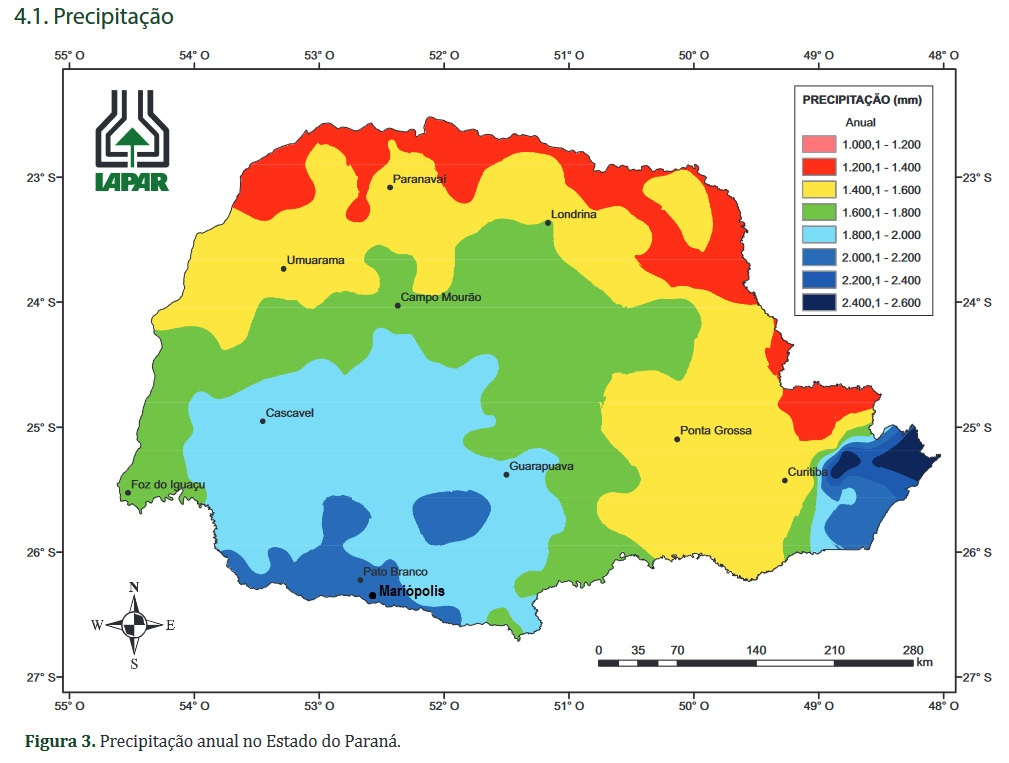 4.1. Precipitação
55° O 54° O 53° O 52° O 51° O 50° O 49° O 48° O
PRECIPITAÇÃO (mm)
Anual
1.000,1 - 1.200
1.200,1 - 1.400
1.400,1 - 1.600
1.600,1 - 1.800
1.800,1 - 2.000
2.000,1 - 2.200
2.200,1 - 2.400
2.400,1 - 2.600
IAPAR
23° S 23° S
Paranavaí
Londrina
Umuarama
24° S 24° S
Campo Mourão
Cascavel
25° S 25° S
Ponta Grossa
Guarapuava
Curitiba
Foz do Iguaçu
26° S 26° S
Pato Branco
Mariópolis
N
W E
S
0 35 70 140 210 280
km
27° S 27° S
55° O 54° O 53° O 52° O 51° O 50° O 49° O 48° O
Figura 3. Precipitação anual no Estado do Paraná.